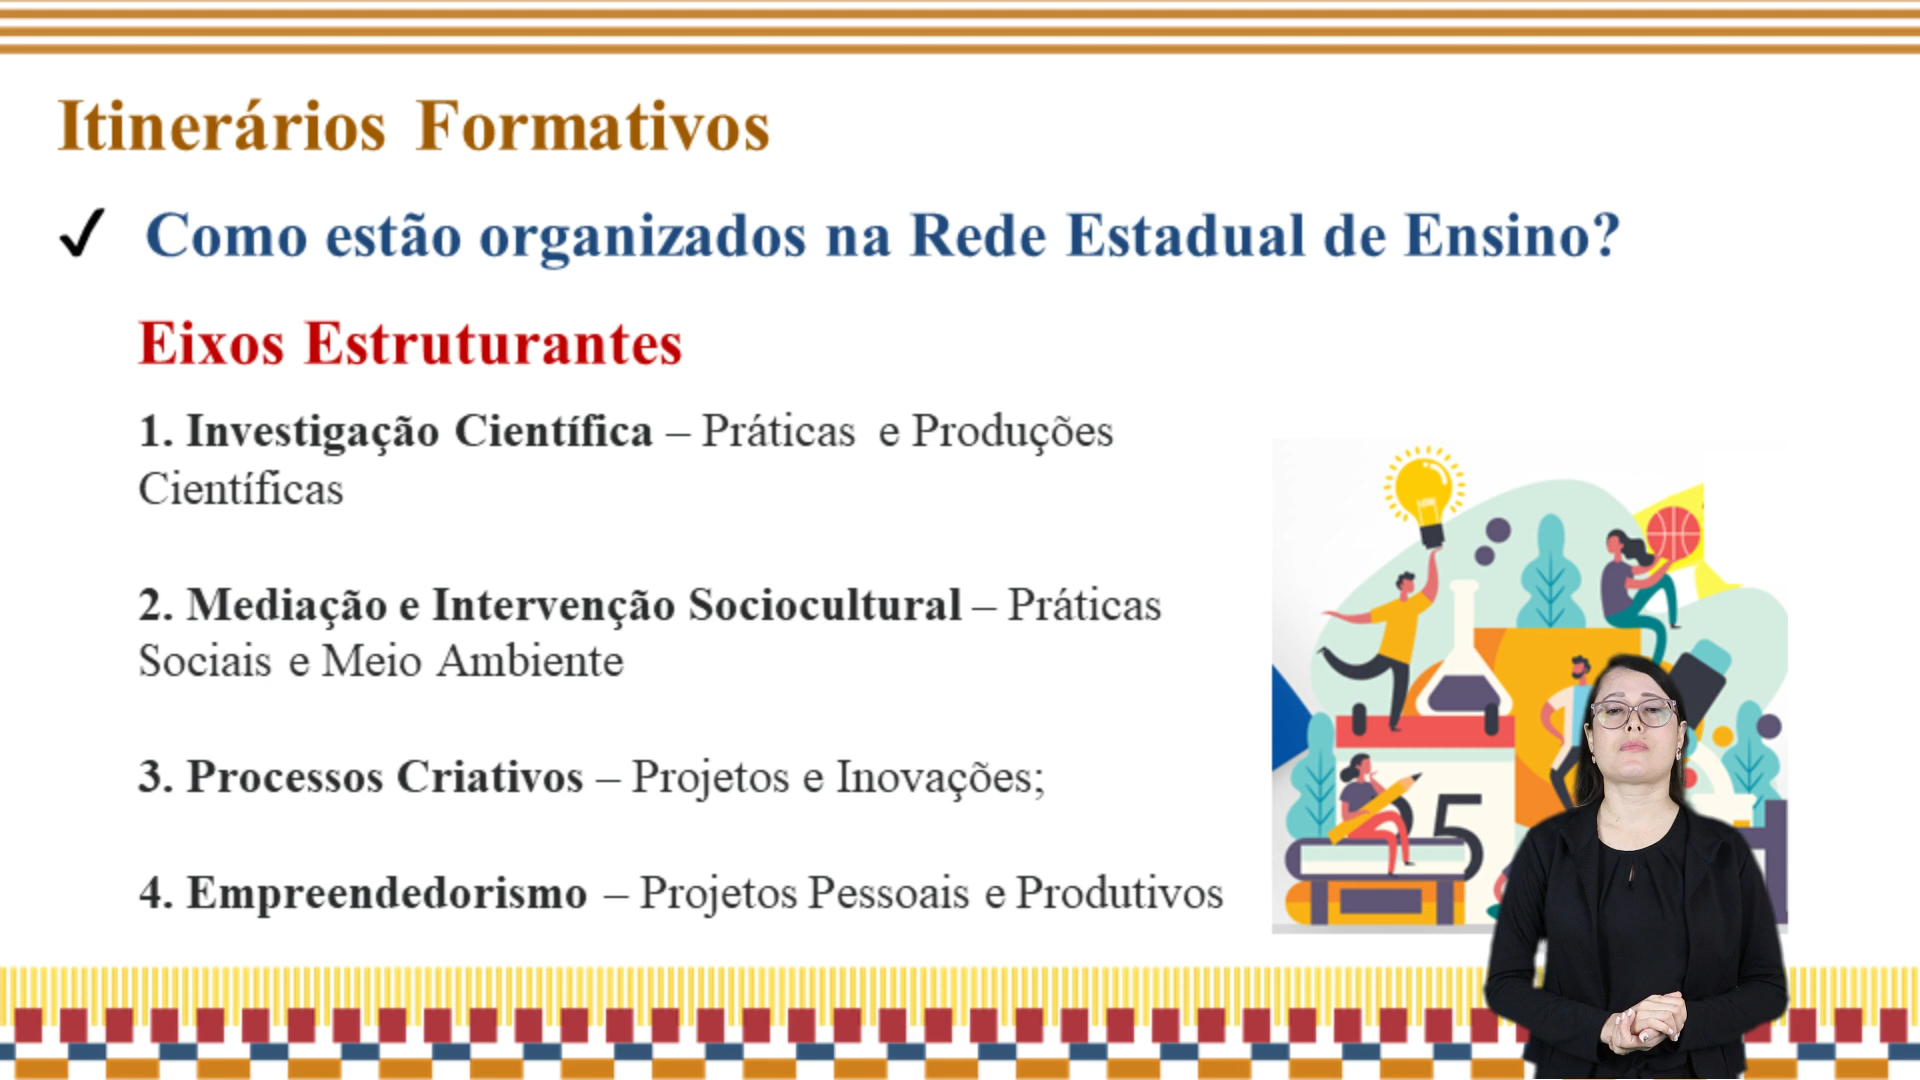 Itinerários Formativos
✓ Como estão organizados na Rede Estadual de Ensino?
Eixos Estruturantes
1. Investigação Científica – Práticas e Produções
Científicas
2. Mediação e Intervenção Sociocultural – Práticas
Sociais e Meio Ambiente
3. Processos Criativos – Projetos e Inovações;
4. Empreendedorismo – Projetos Pessoais e Produtivos
25